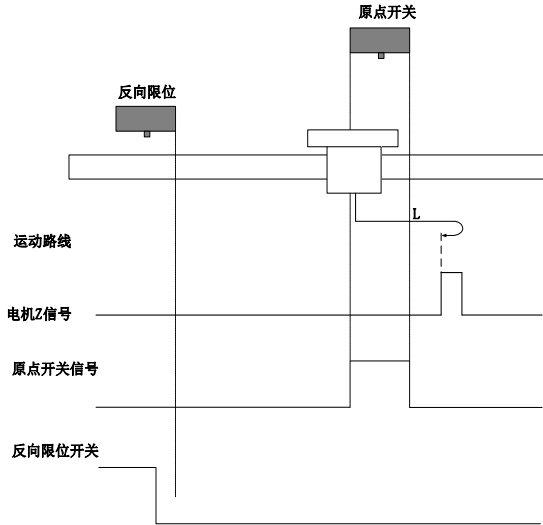 原点开关
反向限位
L
运动路线
电机Z信号
原点开关信号
反向限位开关